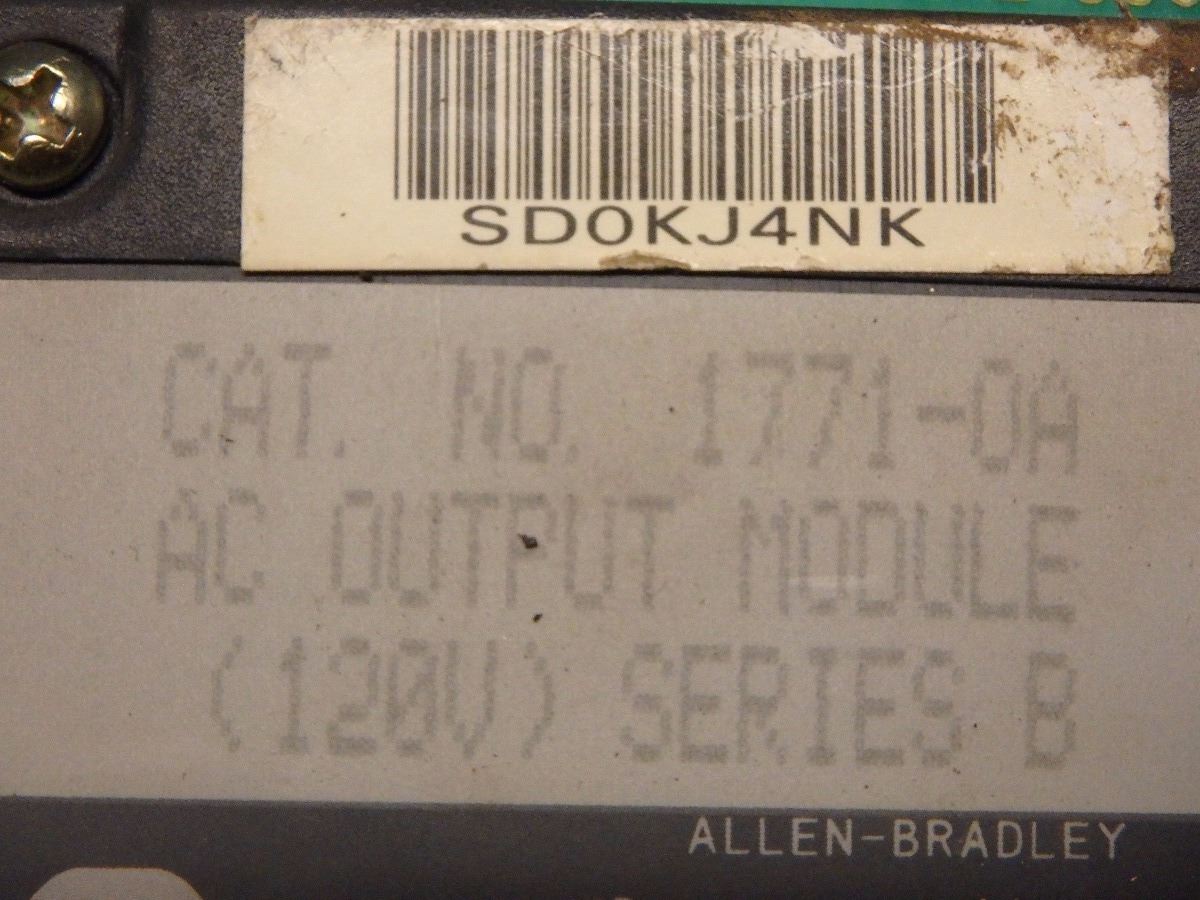 SD0KJ4NK
CAT. NO. 1771-OA
AC OUTPUT MODULE
(120V) SERIES B
ALLEN-BRADLEY